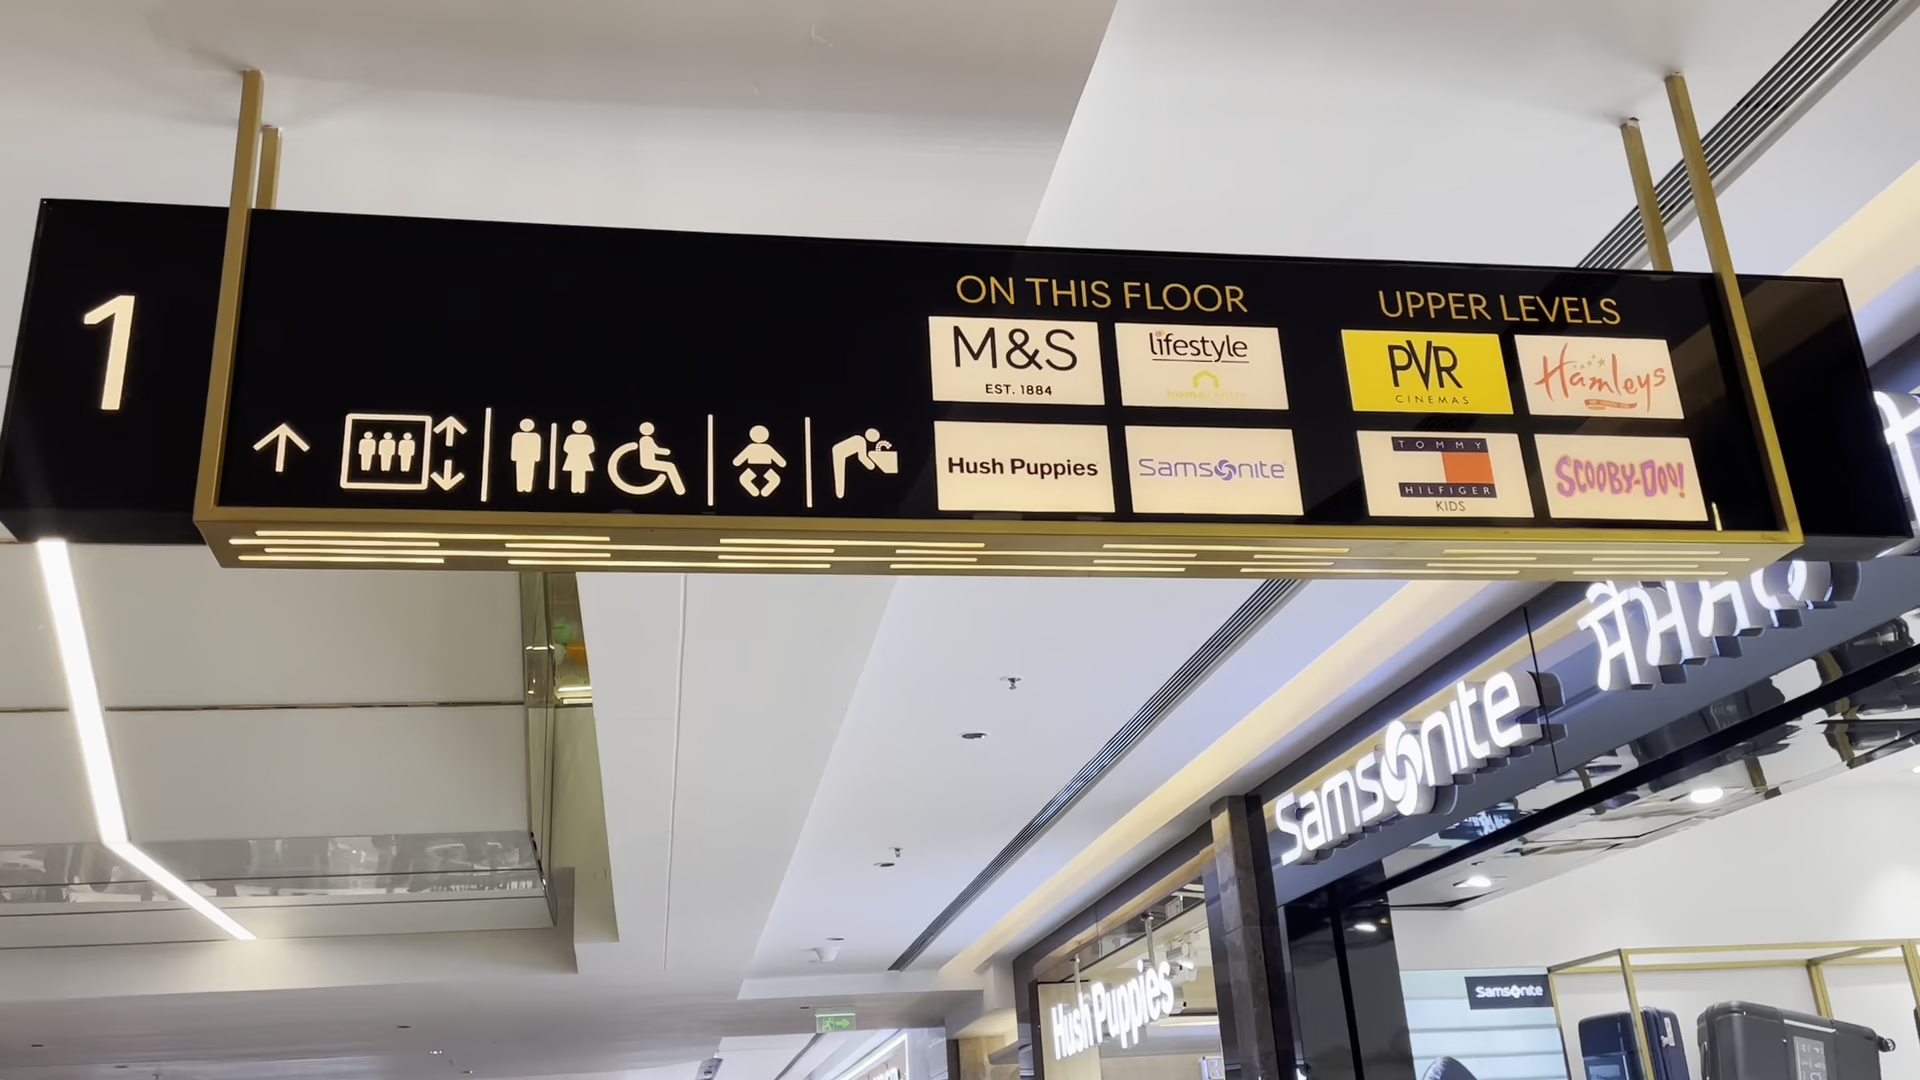 1
ON THIS FLOOR
M&S
EST. 1884
lifestyle
homecentre
Hush Puppies
Samsonite
UPPER LEVELS
PVR
CINEMAS
Hamleys
TOMMY
HILFIGER
KIDS
SCOOBY-DOO!
Samsonite
Hush Puppies
Samsonite